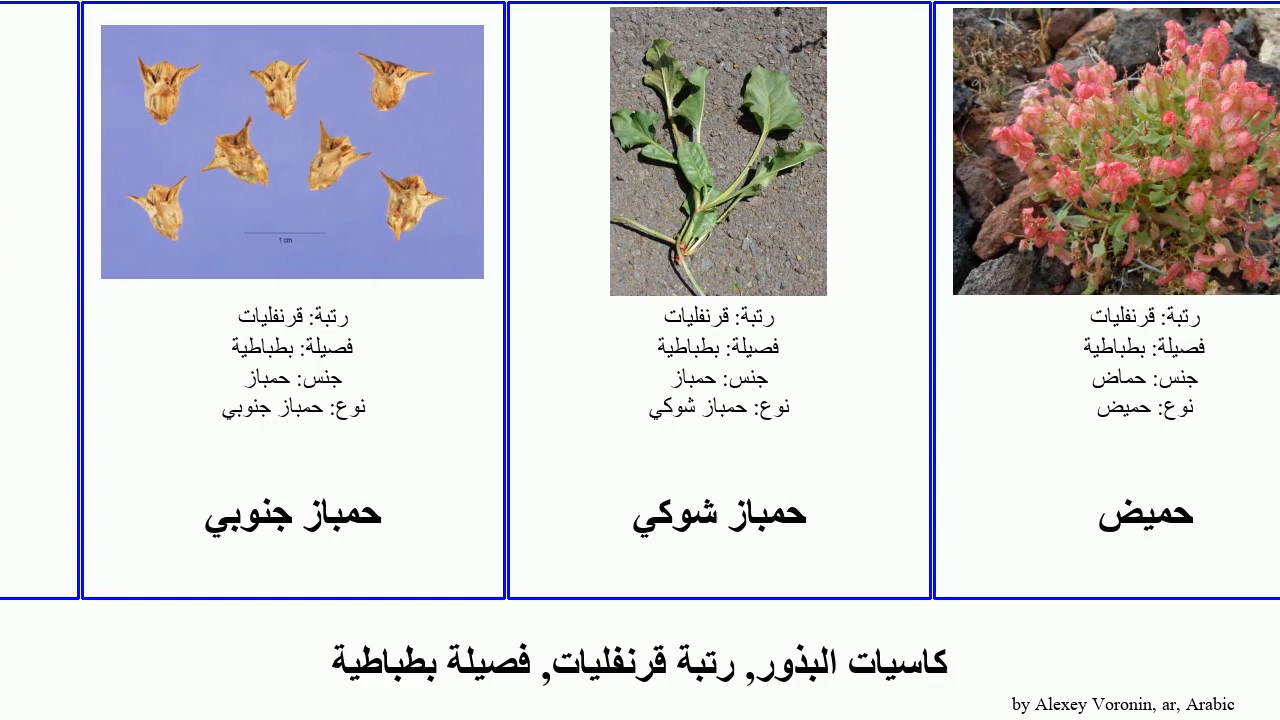 1 cm
رتبة: قرنفليات
فصيلة: بطباطية
جنس: حمباز
نوع: حمباز جنوبي
حمباز جنوبي
رتبة: قرنفليات
فصيلة: بطباطية
جنس: حمباز
نوع: حمباز شوكي
حمباز شوكي
رتبة: قرنفليات
فصيلة: بطباطية
جنس: حماض
نوع: حميض
حميض
كاسيات البذور, رتبة قرنفليات, فصيلة بطباطية
by Alexey Voronin, ar, Arabic